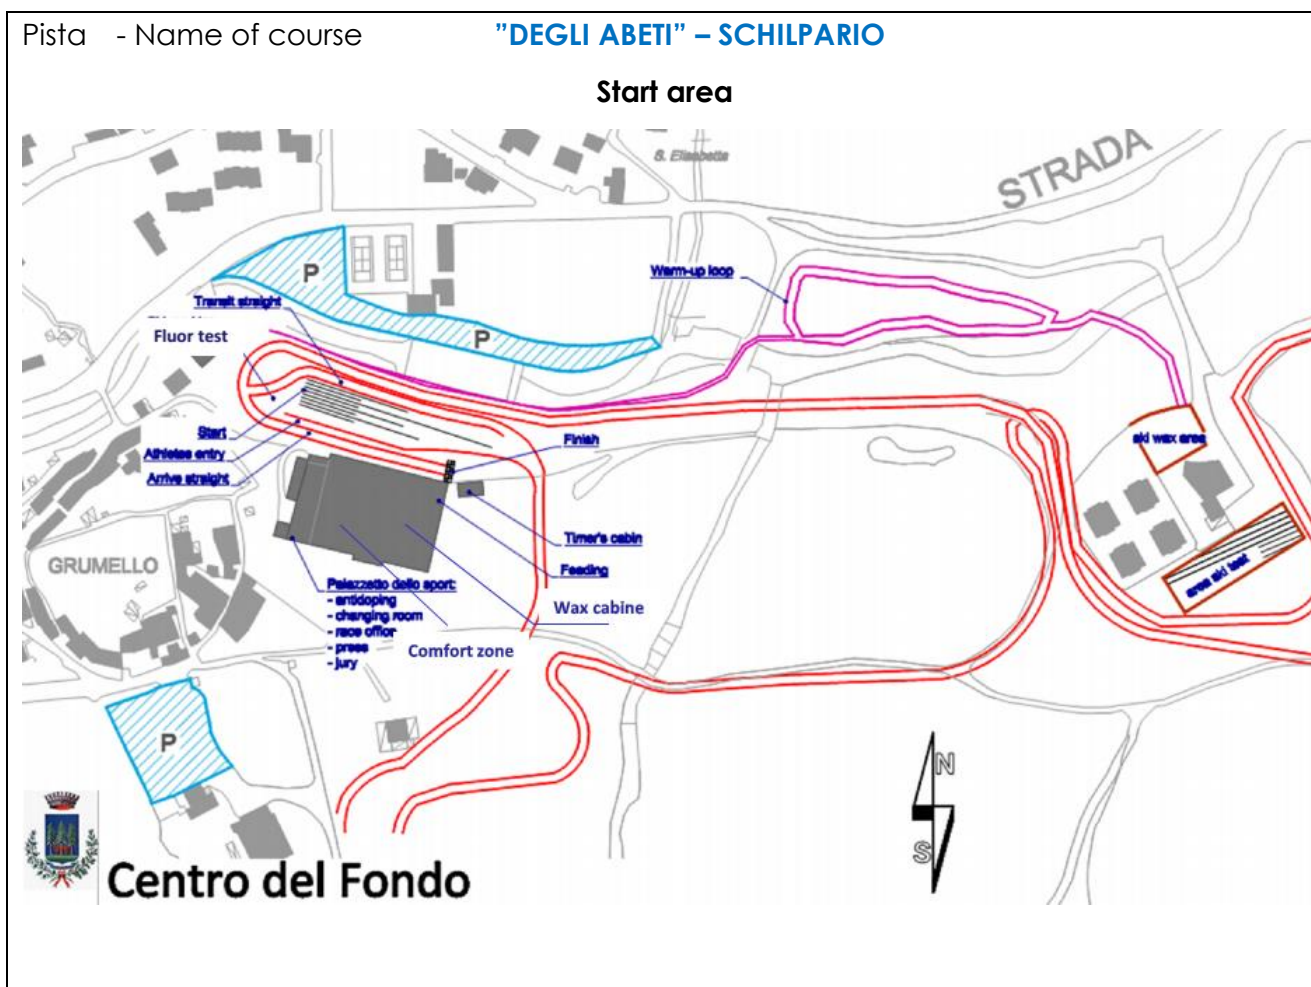 Pista - Name of course ”DEGLI ABETI” – SCHILPARIO
Start area
S. Elisabetta
STRADA
P
Warm-up loop
Transit straight
P
Fluor test
Start
Athletes entry
Arrive straight
Finish
ski wax area
Timer's cabin
Feeding
area ski test
GRUMELLO
Palazzetto dello sport:
- antidoping
- changing room
- race officr
- press
- jury
Wax cabine
Comfort zone
P
N
S
Centro del Fondo